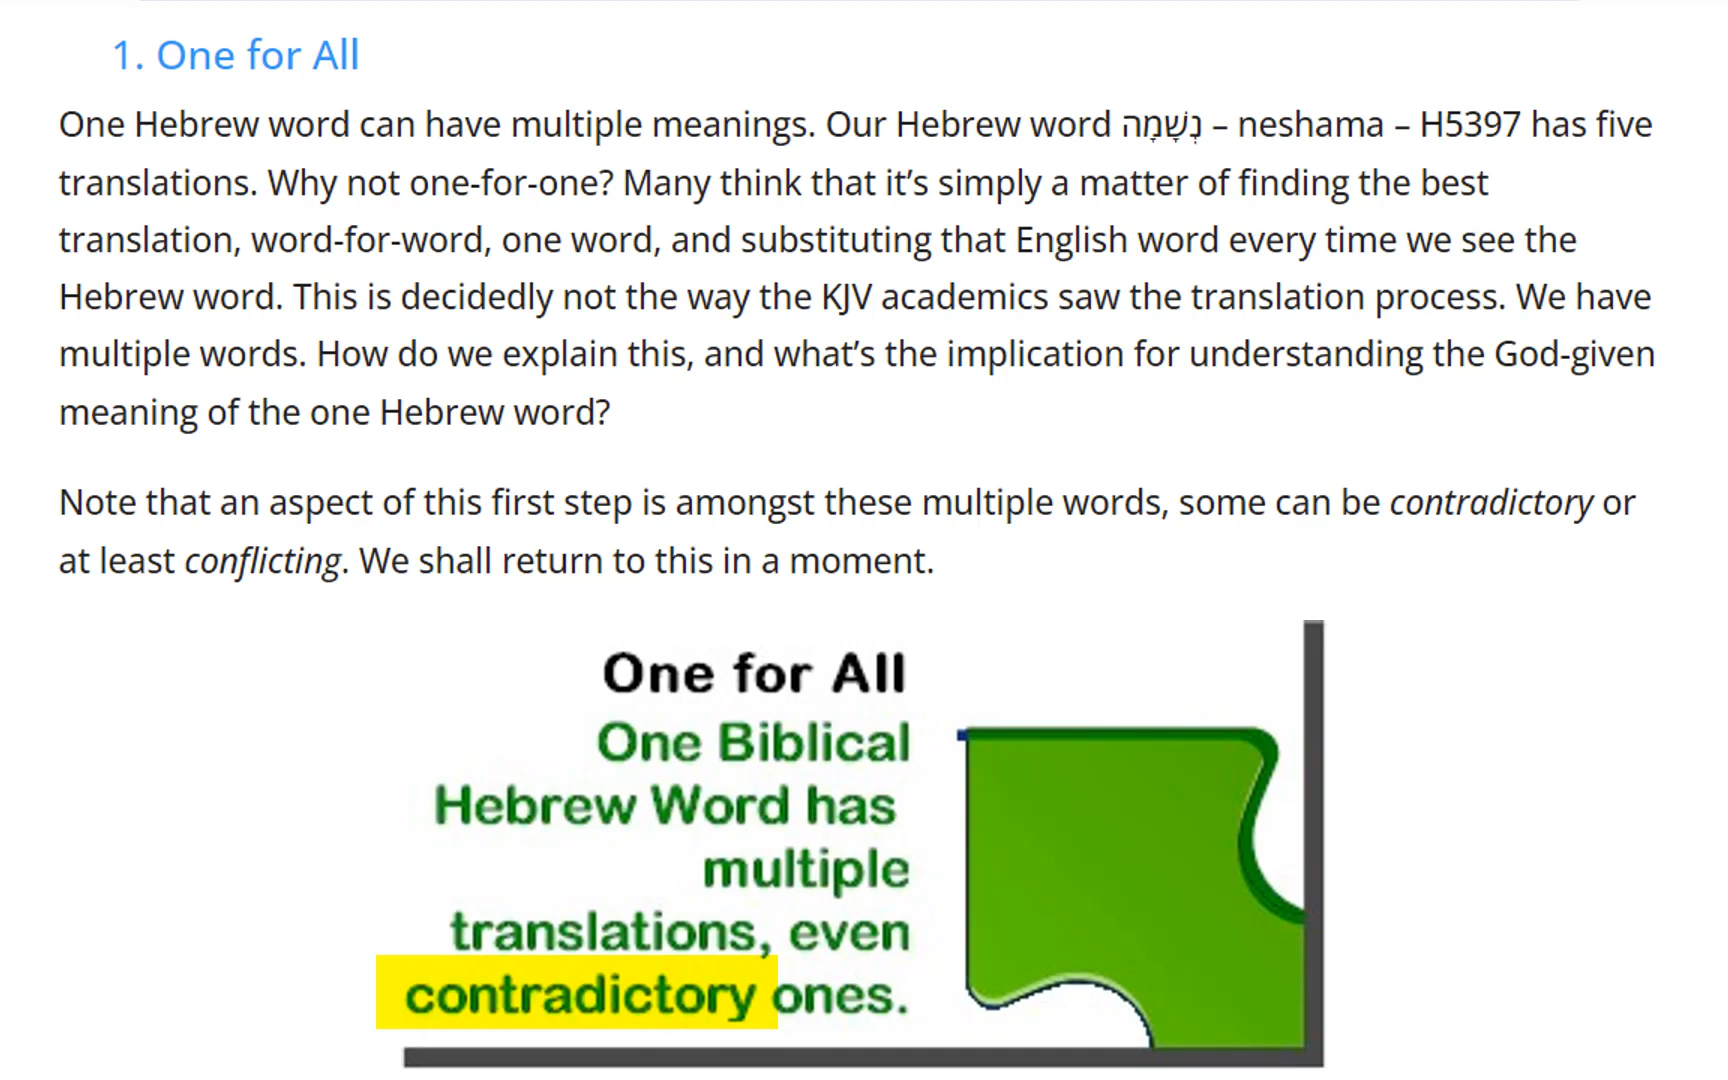 1. One for All
One Hebrew word can have multiple meanings. Our Hebrew word נְשָׁמָה – neshama – H5397 has five
translations. Why not one-for-one? Many think that it’s simply a matter of finding the best
translation, word-for-word, one word, and substituting that English word every time we see the
Hebrew word. This is decidedly not the way the KJV academics saw the translation process. We have
multiple words. How do we explain this, and what’s the implication for understanding the God-given
meaning of the one Hebrew word?
Note that an aspect of this first step is amongst these multiple words, some can be contradictory or
at least conflicting. We shall return to this in a moment.
One for All
One Biblical
Hebrew Word has
multiple
translations, even
contradictory ones.